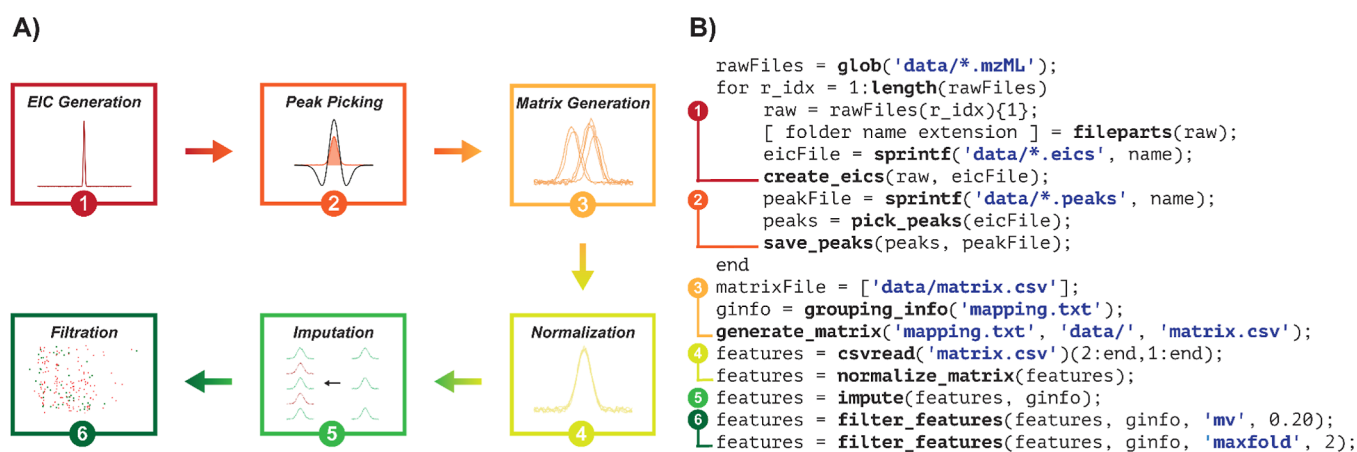 A)
EIC Generation
1
Peak Picking
2
Matrix Generation
3
Filtration
6
Imputation
5
Normalization
4
B)
rawFiles = glob('data/*.mzML');
for r_idx = 1:length(rawFiles)
1
raw = rawFiles(r_idx){1};
[ folder name extension ] = fileparts(raw);
eicFile = sprintf('data/*.eics', name);
create_eics(raw, eicFile);
2
peakFile = sprintf('data/*.peaks', name);
peaks = pick_peaks(eicFile);
save_peaks(peaks, peakFile);
end
3
matrixFile = ['data/matrix.csv'];
ginfo = grouping_info('mapping.txt');
generate_matrix('mapping.txt', 'data/', 'matrix.csv');
4
features = csvread('matrix.csv')(2:end,1:end);
features = normalize_matrix(features);
5
features = impute(features, ginfo);
6
features = filter_features(features, ginfo, 'mv', 0.20);
features = filter_features(features, ginfo, 'maxfold', 2);